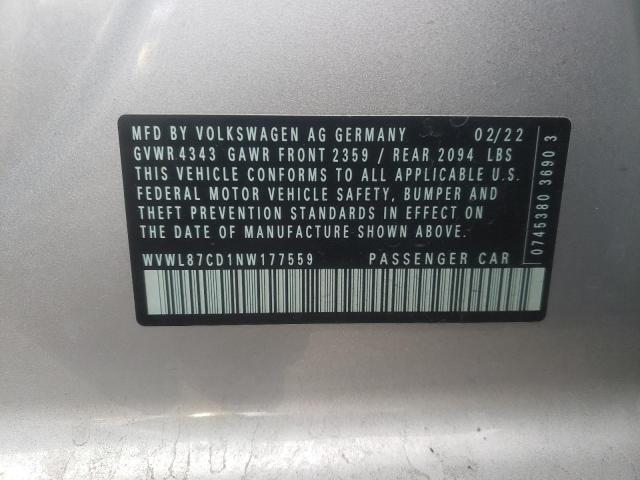 MFD BY VOLKSWAGEN AG GERMANY 02/22
GVWR 4343 GAWR FRONT 2359 / REAR 2094 LBS
THIS VEHICLE CONFORMS TO ALL APPLICABLE U.S.
FEDERAL MOTOR VEHICLE SAFETY, BUMPER AND
THEFT PREVENTION STANDARDS IN EFFECT ON
THE DATE OF MANUFACTURE SHOWN ABOVE.
WVWL87CD1NW177559 PASSENGER CAR
0745380 3690 3